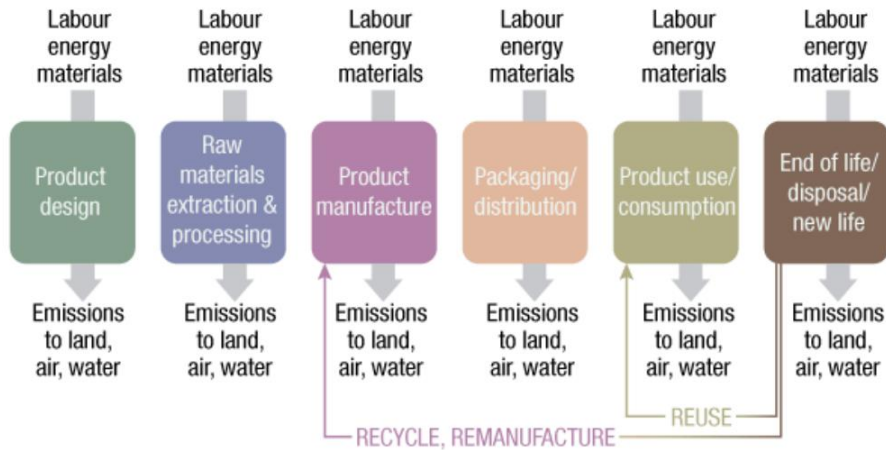 Labour
energy
materials
Labour
energy
materials
Labour
energy
materials
Labour
energy
materials
Labour
energy
materials
Labour
energy
materials
Product
design
Raw
materials
extraction &
processing
Product
manufacture
Packaging/
distribution
Product use/
consumption
End of life/
disposal/
new life
Emissions
to land,
air, water
Emissions
to land,
air, water
Emissions
to land,
air, water
Emissions
to land,
air, water
Emissions
to land,
air, water
Emissions
to land,
air, water
REUSE
RECYCLE, REMANUFACTURE